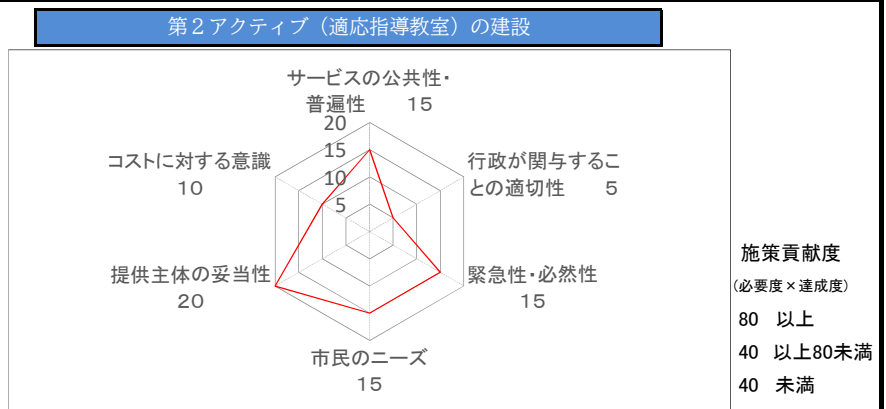 第2アクティブ（適応指導教室）の建設
サービスの公共性・
普遍性 15
20
15
10
5
コストに対する意識
10
行政が関与するこ
との適切性 5
提供主体の妥当性
20
緊急性・必然性
15
市民のニーズ
15
施策貢献度
（必要度×達成度）
80 以上
40 以上80未満
40 未満